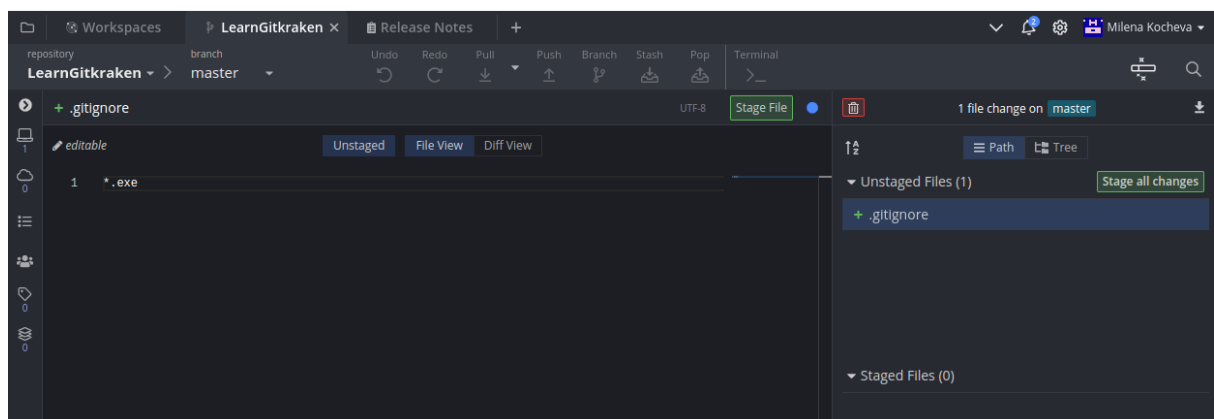 Workspaces
LearnGitkraken ×
Release Notes
+
2
Milena Kocheva
repository
LearnGitkraken
branch
master
Undo
Redo
Pull
Push
Branch
Stash
Pop
Terminal
+ .gitignore
UTF-8
Stage File
1 file change on master
1
0
0
0
editable
Unstaged
File View
Diff View
Path
Tree
1 *.exe
Unstaged Files (1)
Stage all changes
+ .gitignore
Staged Files (0)